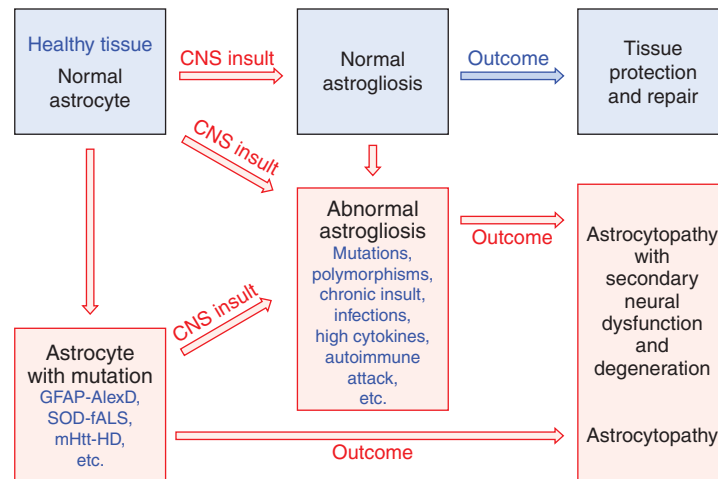 Healthy tissue
Normal
astrocyte
CNS insult
Normal
astrogliosis
Outcome
Tissue
protection
and repair
CNS insult
Abnormal
astrogliosis
Mutations,
polymorphisms,
chronic insult,
infections,
high cytokines,
autoimmune
attack,
etc.
Outcome
Astrocytopathy
with
secondary
neural
dysfunction
and
degeneration
CNS insult
Astrocyte
with mutation
GFAP-AlexD,
SOD-fALS,
mHtt-HD,
etc.
Outcome
Astrocytopathy